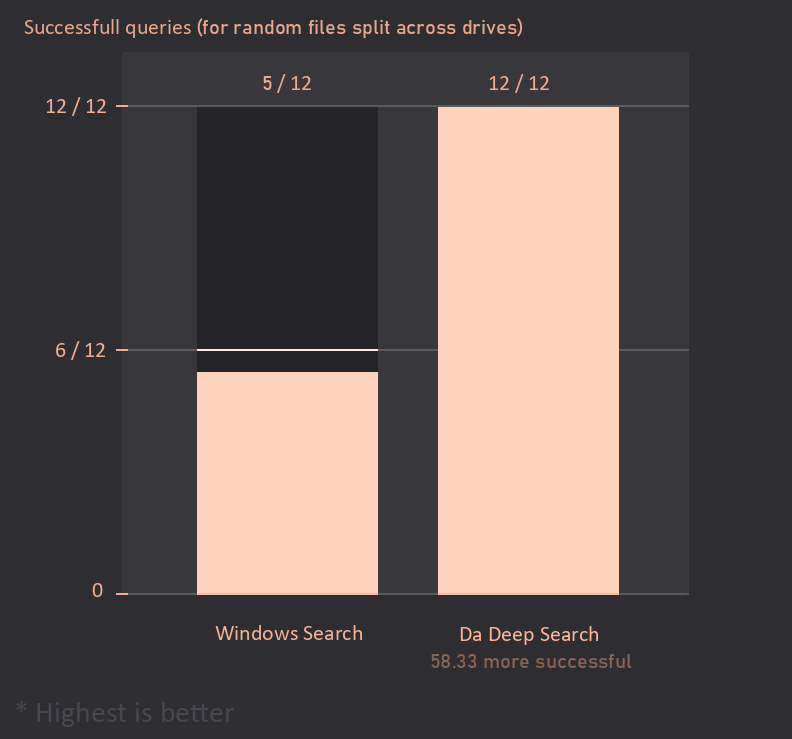 Successfull queries (for random files split across drives)
5 / 12
12 / 12
12 / 12
6 / 12
0
Windows Search
Da Deep Search
58.33 more successful
* Highest is better